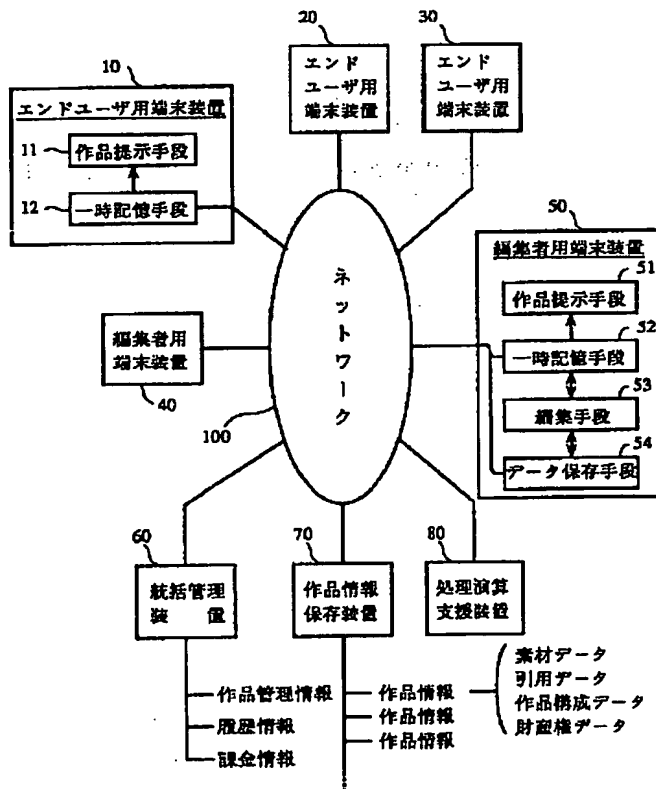 20
30
エンド
ユーザ用
端末装置
エンド
ユーザ用
端末装置
10
エンドユーザ用端末装置
11
作品提示手段
12
一時記憶手段
50
編集者用端末装置
51
作品提示手段
52
一時記憶手段
53
編集手段
54
データ保存手段
ネットワーク
100
編集者用
端末装置
40
60
統括管理
装 置
70
作品情報
保存装置
80
処理演算
支援装置
作品管理情報
履歴情報
課金情報
作品情報
作品情報
作品情報
素材データ
引用データ
作品構成データ
財産権データ